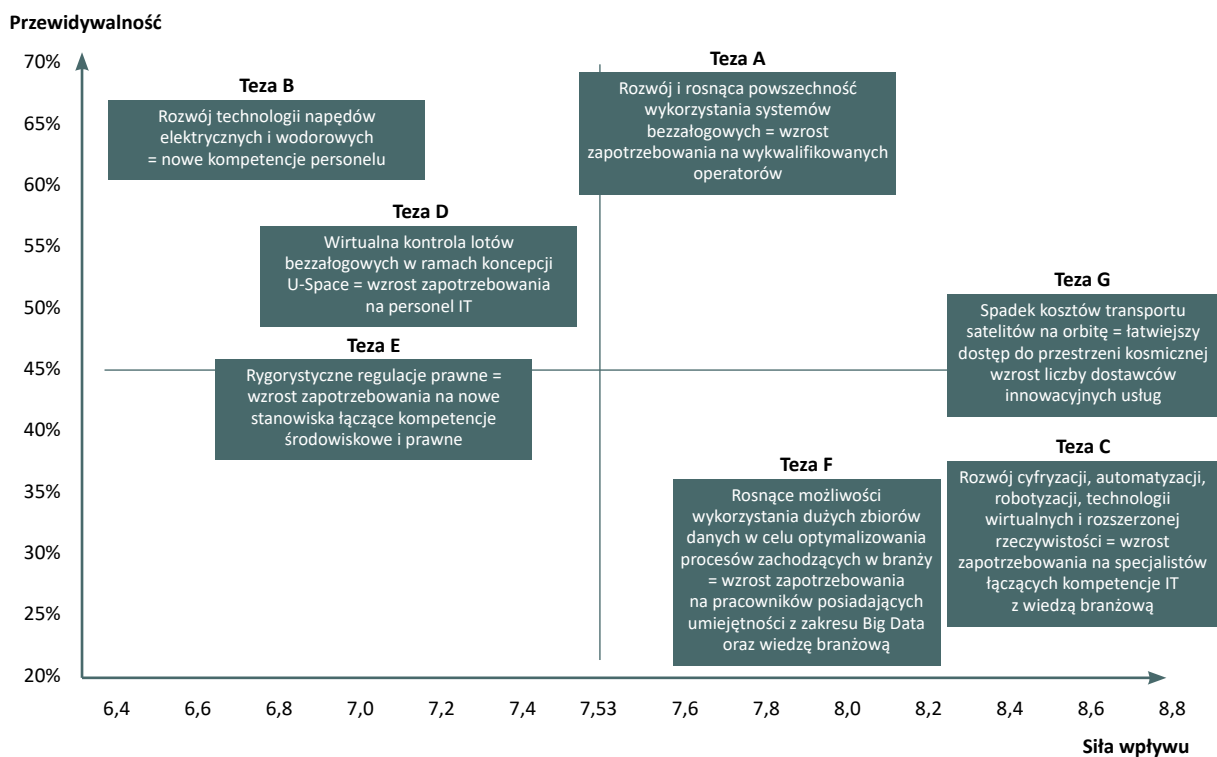 Przewidywalność
70%
65%
60%
55%
50%
45%
40%
35%
30%
25%
20%
Teza B
Rozwój technologii napędów
elektrycznych i wodorowych
= nowe kompetencje personelu
Teza A
Rozwój i rosnąca powszechność
wykorzystania systemów
bezzałogowych = wzrost
zapotrzebowania na wykwalifikowanych
operatorów
Teza D
Wirtualna kontrola lotów
bezzałogowych w ramach koncepcji
U-Space = wzrost zapotrzebowania
na personel IT
Teza G
Spadek kosztów transportu
satelitów na orbitę = łatwiejszy
dostęp do przestrzeni kosmicznej
wzrost liczby dostawców
innowacyjnych usług
Teza E
Rygorystyczne regulacje prawne =
wzrost zapotrzebowania na nowe
stanowiska łączące kompetencje
środowiskowe i prawne
Teza F
Rosnące możliwości
wykorzystania dużych zbiorów
danych w celu optymalizowania
procesów zachodzących w branży
= wzrost zapotrzebowania
na pracowników posiadających
umiejętności z zakresu Big Data
oraz wiedzę branżową
Teza C
Rozwój cyfryzacji, automatyzacji,
robotyzacji, technologii
wirtualnych i rozszerzonej
rzeczywistości = wzrost
zapotrzebowania na specjalistów
łączących kompetencje IT
z wiedzą branżową
6,4 6,6 6,8 7,0 7,2 7,4 7,53 7,6 7,8 8,0 8,2 8,4 8,6 8,8
Siła wpływu